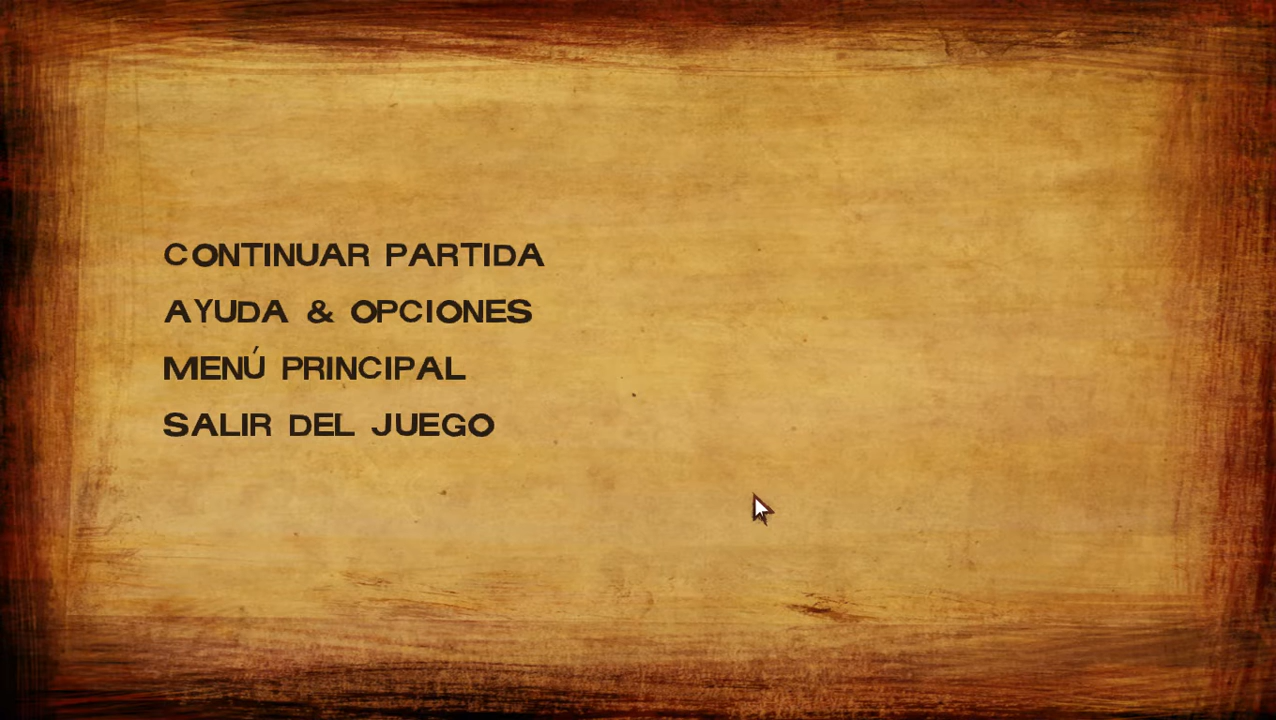 CONTINUAR PARTIDA
AYUDA & OPCIONES
MENÚ PRINCIPAL
SALIR DEL JUEGO